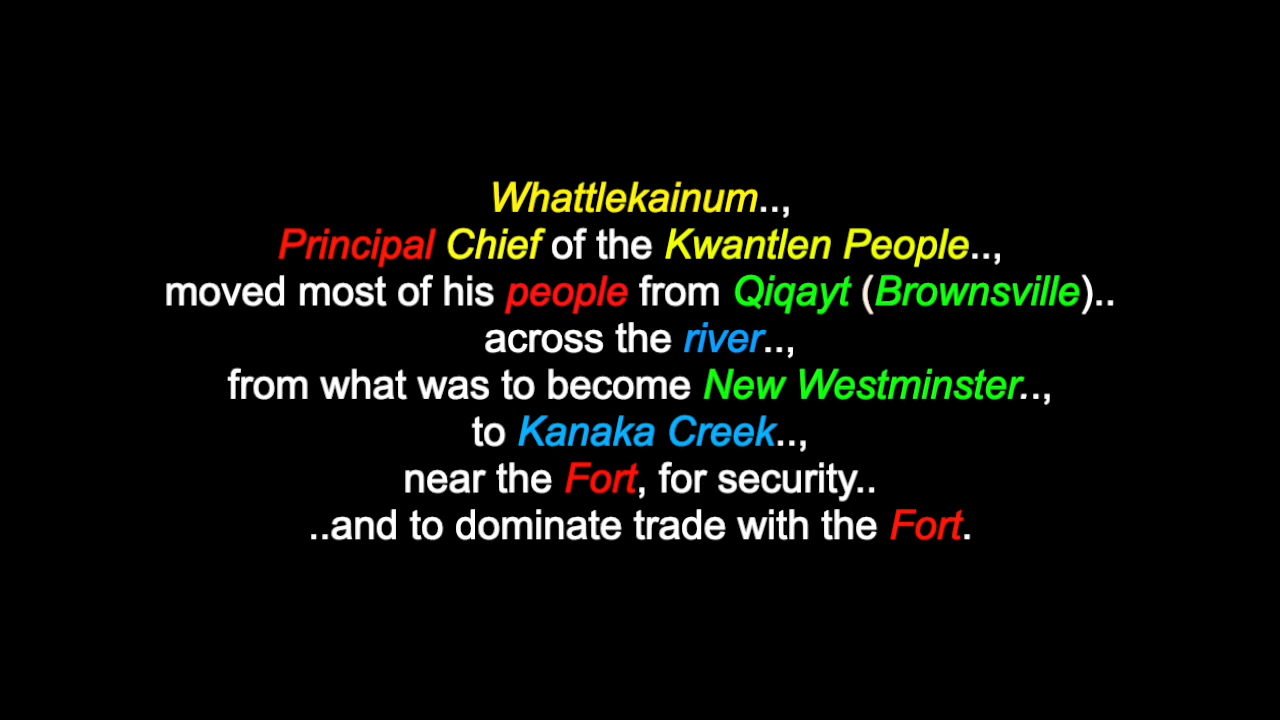 Whattlekainum..,
Principal Chief of the Kwantlen People..,
moved most of his people from Qiqayt (Brownsville)..
across the river..,
from what was to become New Westminster..,
to Kanaka Creek..,
near the Fort, for security..
..and to dominate trade with the Fort.